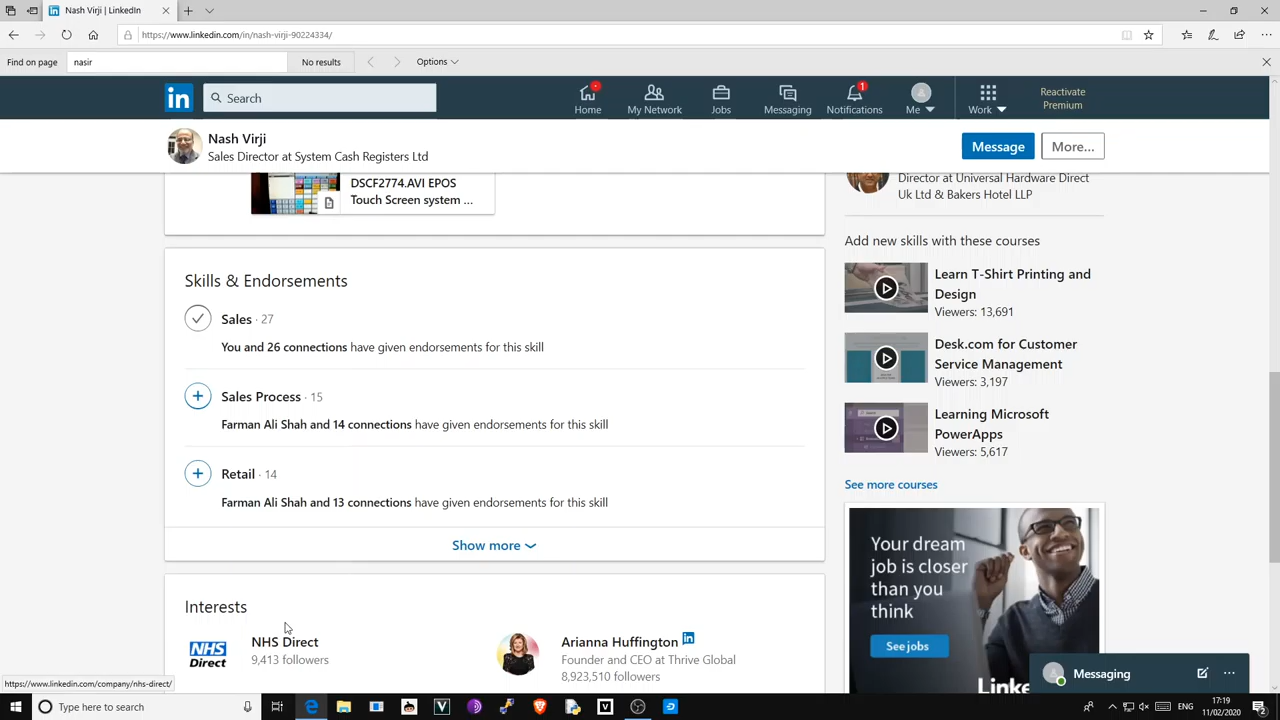 Nash Virji | LinkedIn
https://www.linkedin.com/in/nash-virji-90224334/
Find on page
nasir
No results
Options
in
Search
Home
My Network
Jobs
Messaging
1
Notifications
Me
Work
Reactivate
Premium
Nash Virji
Sales Director at System Cash Registers Ltd
Message
More...
DSCF2774.AVI EPOS
Touch Screen system ...
Skills & Endorsements
Sales · 27
You and 26 connections have given endorsements for this skill
Sales Process · 15
Farman Ali Shah and 14 connections have given endorsements for this skill
Retail · 14
Farman Ali Shah and 13 connections have given endorsements for this skill
Show more
Interests
NHS
Direct
NHS Direct
9,413 followers
Arianna Huffington in
Founder and CEO at Thrive Global
8,923,510 followers
Director at Universal Hardware Direct
Uk Ltd & Bakers Hotel LLP
Add new skills with these courses
Learn T-Shirt Printing and
Design
Viewers: 13,691
Desk.com for Customer
Service Management
Viewers: 3,197
Learning Microsoft
PowerApps
Viewers: 5,617
See more courses
Your dream
job is closer
than you
think
See jobs
Linke
Messaging
https://www.linkedin.com/company/nhs-direct/
Type here to search
ENG
17:19
11/02/2020
2